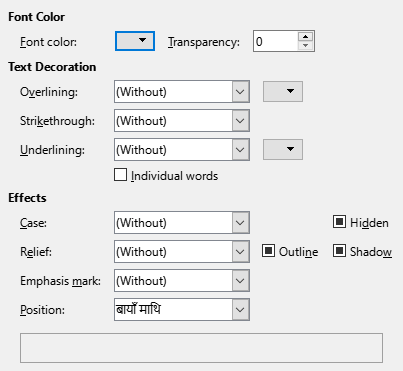 Font Color
Font color: Transparency: 0
Text Decoration
Overlining: (Without)
Strikethrough: (Without)
Underlining: (Without)
Individual words
Effects
Case: (Without) Hidden
Relief: (Without) Outline Shadow
Emphasis mark: (Without)
Position: बायाँ माथि